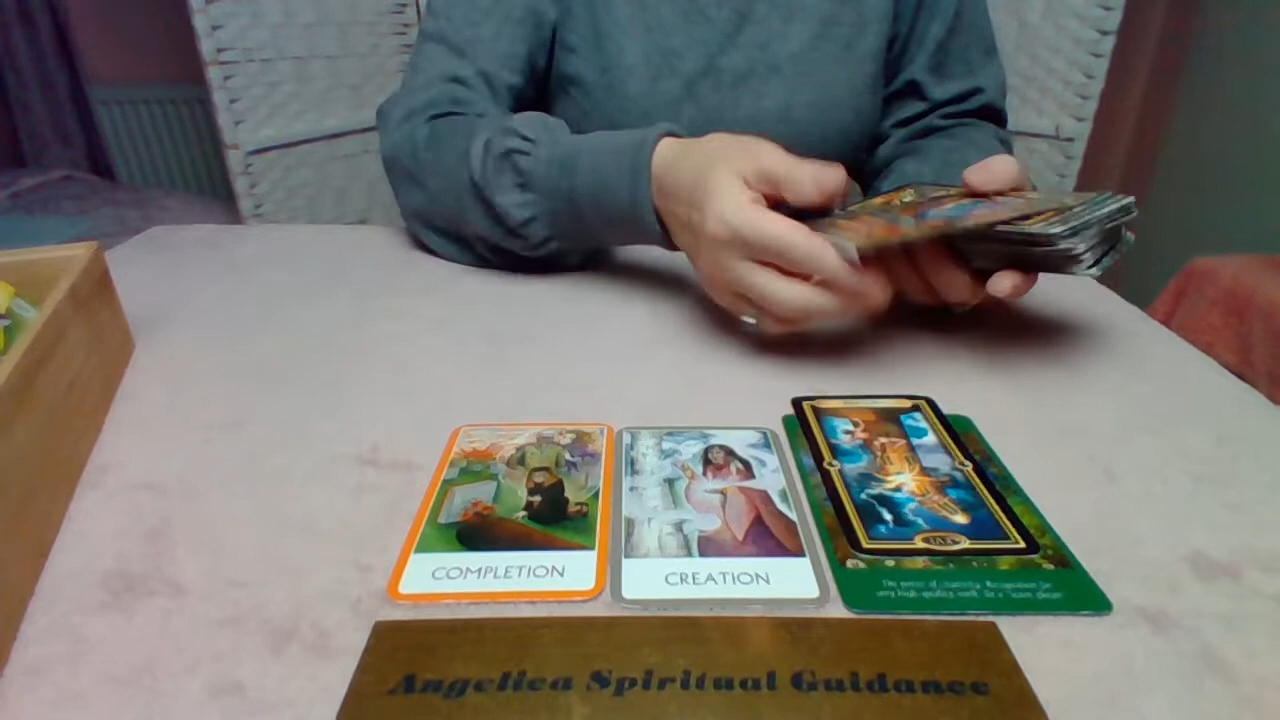 COMPLETION
CREATION
The power of creativity. Recognition for
very high-quality work. Be a Team player.
Angelica Spiritual Guidance